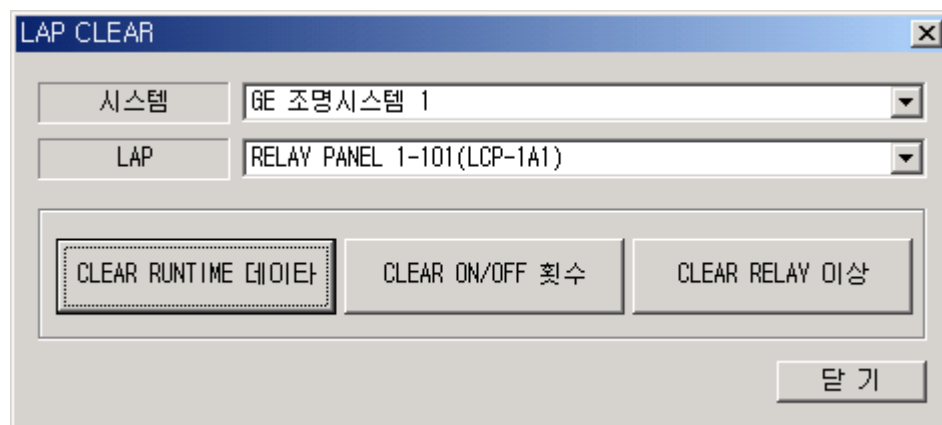 LAP CLEAR
시스템
GE 조명시스템 1
LAP
RELAY PANEL 1-101(LCP-1A1)
CLEAR RUNTIME 데이타
CLEAR ON/OFF 횟수
CLEAR RELAY 이상
닫 기